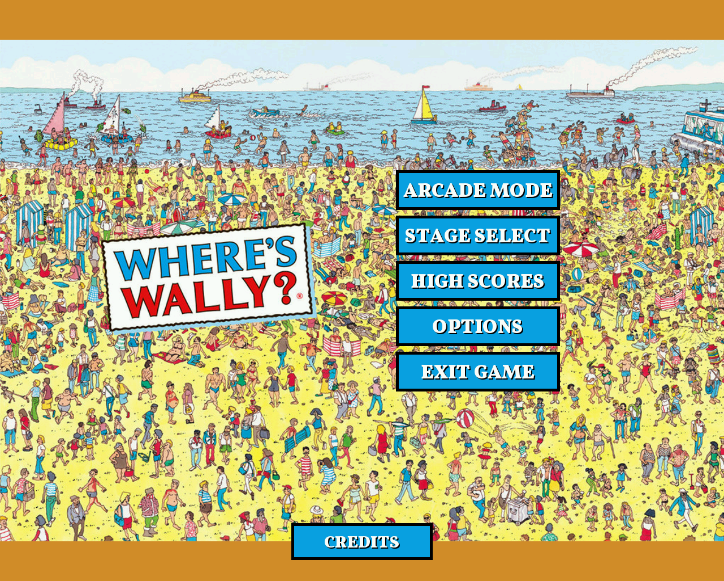 WHERE'S
WALLY?®
ARCADE MODE
STAGE SELECT
HIGH SCORES
OPTIONS
EXIT GAME
CREDITS